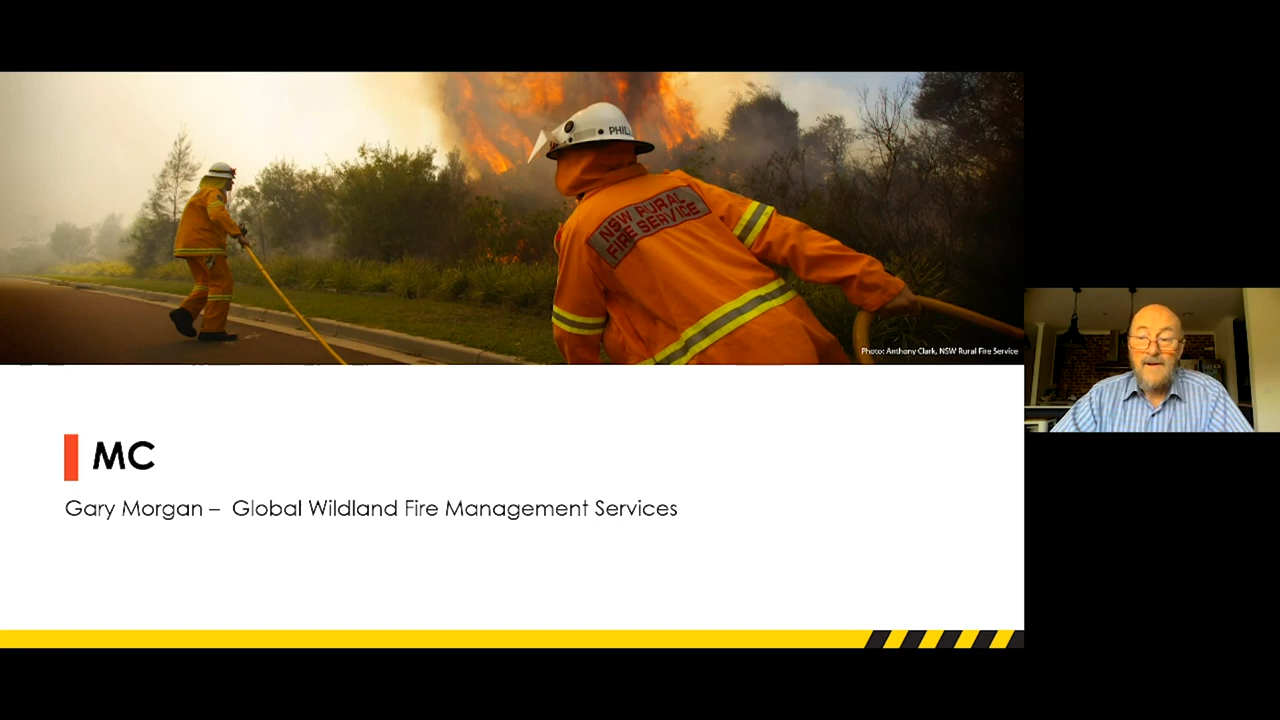 PHIL
NSW RURAL
FIRE SERVICE
Photo: Anthony Clark, NSW Rural Fire Service
MC
Gary Morgan – Global Wildland Fire Management Services